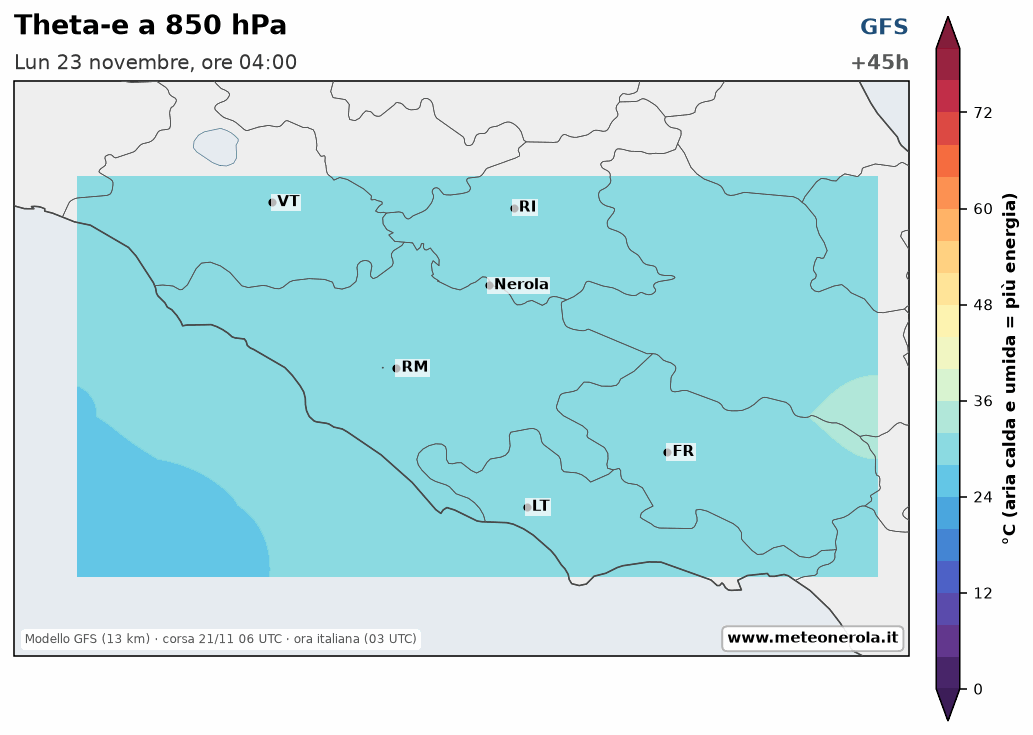 Theta-e a 850 hPa
GFS
Lun 23 novembre, ore 04:00
+45h
VT
RI
Nerola
RM
FR
LT
Modello GFS (13 km) · corsa 21/11 06 UTC · ora italiana (03 UTC)
www.meteonerola.it
72
60
48
36
24
12
0
°C (aria calda e umida = più energia)